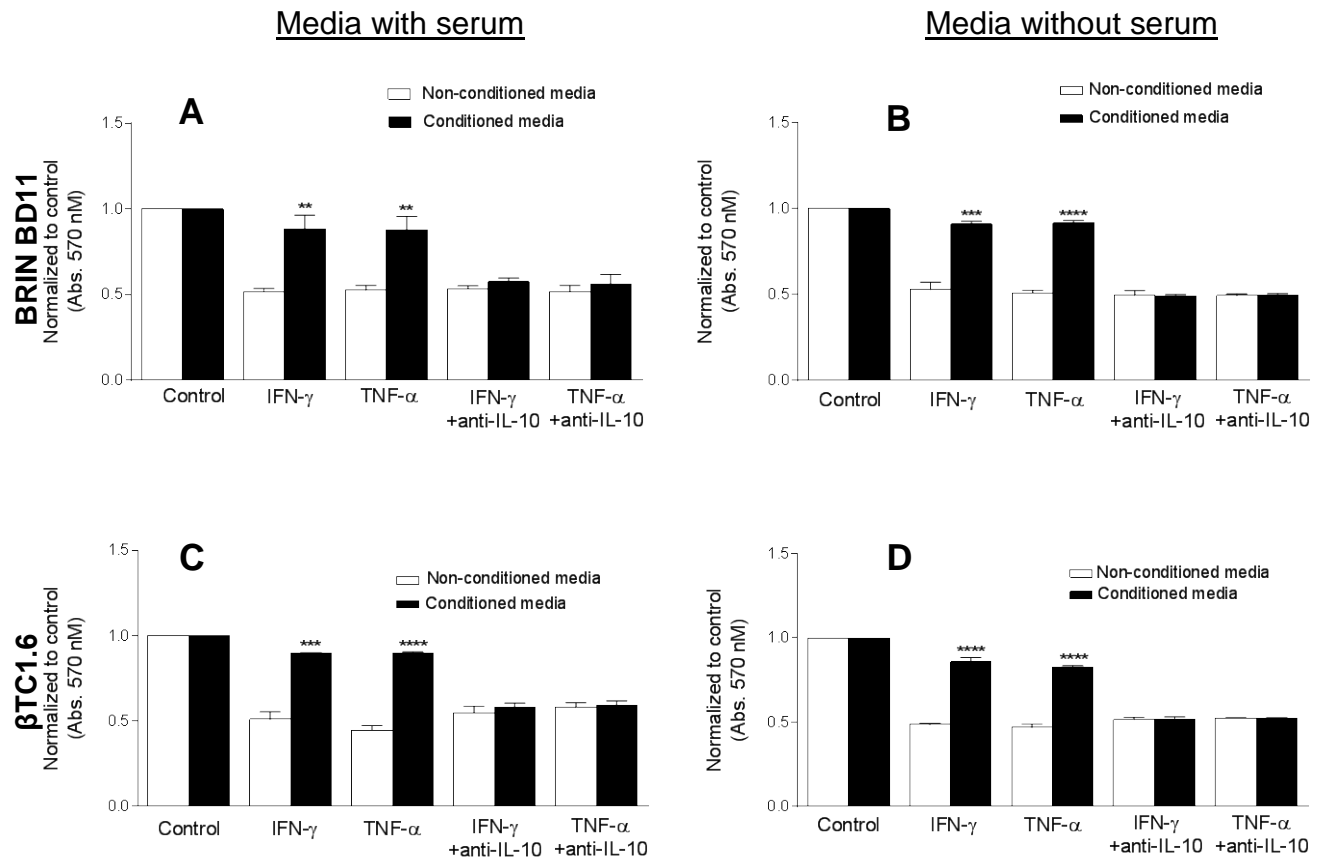 Media with serum
Media without serum
A
Non-conditioned media
Conditioned media
BRIN BD11
Normalized to control
(Abs. 570 nM)
1.5
1.0
0.5
0.0
**
**
Control
IFN-γ
TNF-α
IFN-γ
+anti-IL-10
TNF-α
+anti-IL-10
B
Non-conditioned media
Conditioned media
Normalized to control
(Abs. 570 nM)
1.5
1.0
0.5
0.0
***
****
Control
IFN-γ
TNF-α
IFN-γ
+anti-IL-10
TNF-α
+anti-IL-10
C
Non-conditioned media
Conditioned media
βTC1.6
Normalized to control
(Abs. 570 nM)
1.5
1.0
0.5
0.0
***
****
Control
IFN-γ
TNF-α
IFN-γ
+anti-IL-10
TNF-α
+anti-IL-10
D
Non-conditioned media
Conditioned media
Normalized to control
(Abs. 570 nM)
1.5
1.0
0.5
0.0
****
****
Control
IFN-γ
TNF-α
IFN-γ
+anti-IL-10
TNF-α
+anti-IL-10